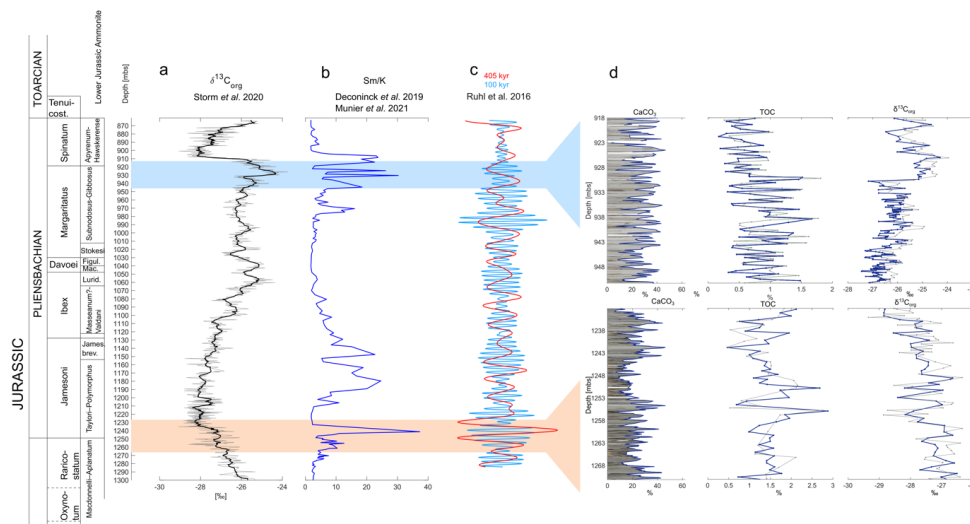 JURASSIC
TOARCIAN
PLIENSBACHIAN
Tenui-
cost.
Spinatum
Margaritatus
Davoei
Ibex
Jamesoni
Rarico-
statum
Oxyno-
tum
Lower Jurassic Ammonite
Apyrenum-
Hawskerense
Subnodosus-Gibbosus
Stokesi
Figul.
Mac.
Lurid.
Masseanum?-
Valdani
James.
brev.
Taylori–Polymorphus
Macdonnelli–Aplanatum
Depth [mbs]
870
880
890
900
910
920
930
940
950
960
970
980
990
1000
1010
1020
1030
1040
1050
1060
1070
1080
1090
1100
1110
1120
1130
1140
1150
1160
1170
1180
1190
1200
1210
1220
1230
1240
1250
1260
1270
1280
1290
1300
a
δ13Corg
Storm et al. 2020
-28 -26 -24
[‰]
b
Sm/K
Deconinck et al. 2019
Munier et al. 2021
0 10 20 30 40
c
405 kyr
100 kyr
Ruhl et al. 2016
d
CaCO3 TOC δ13Corg
Depth [mbs]
918
923
928
933
938
943
948
0 20 40 60 80
%
0 0.5 1 1.5 2
%
-28 -27 -26 -25 -24 -23
‰
CaCO3 TOC δ13Corg
Depth [mbs]
1238
1243
1248
1253
1258
1263
1268
0 20 40 60 80
%
0.5 1 1.5 2 2.5 3
%
-30 -29 -28 -27 -26
‰